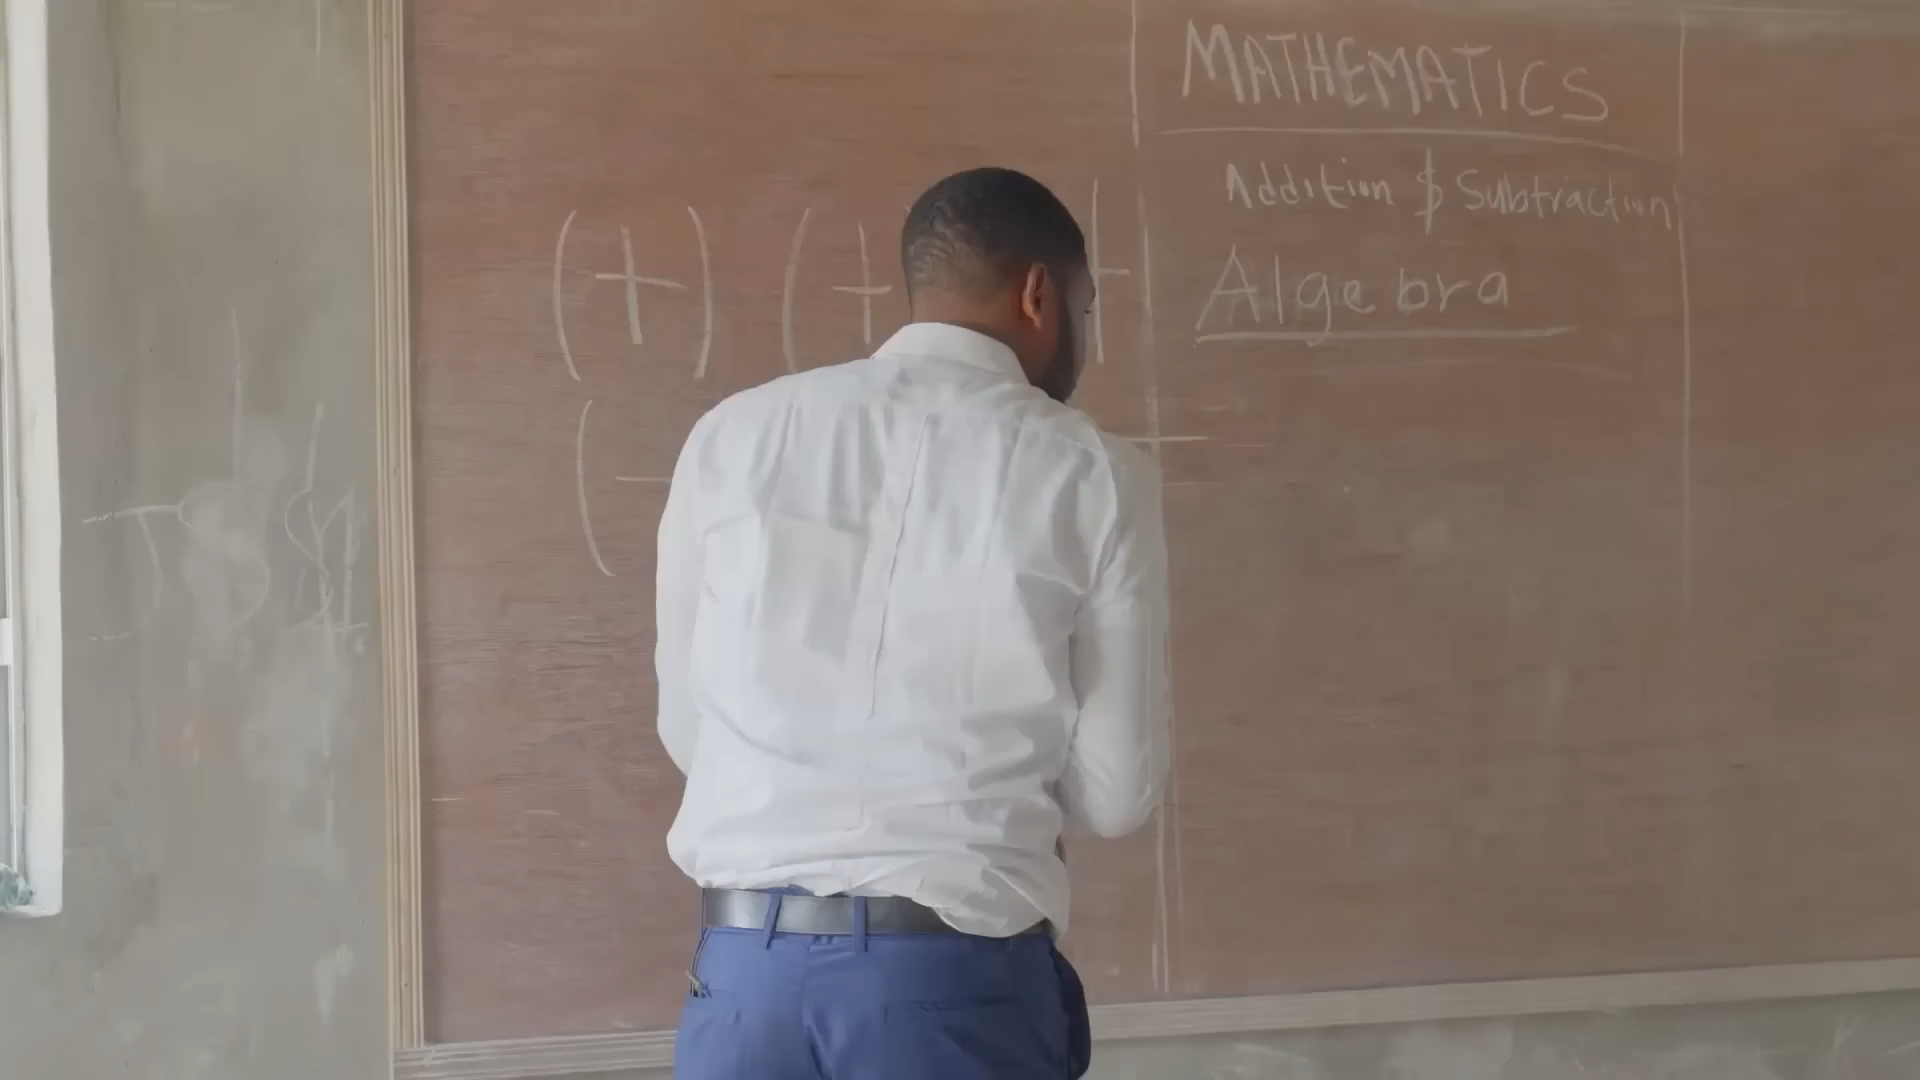 MATHEMATICS
Addition $ Subtraction
Algebra
(+) (+ +
(-